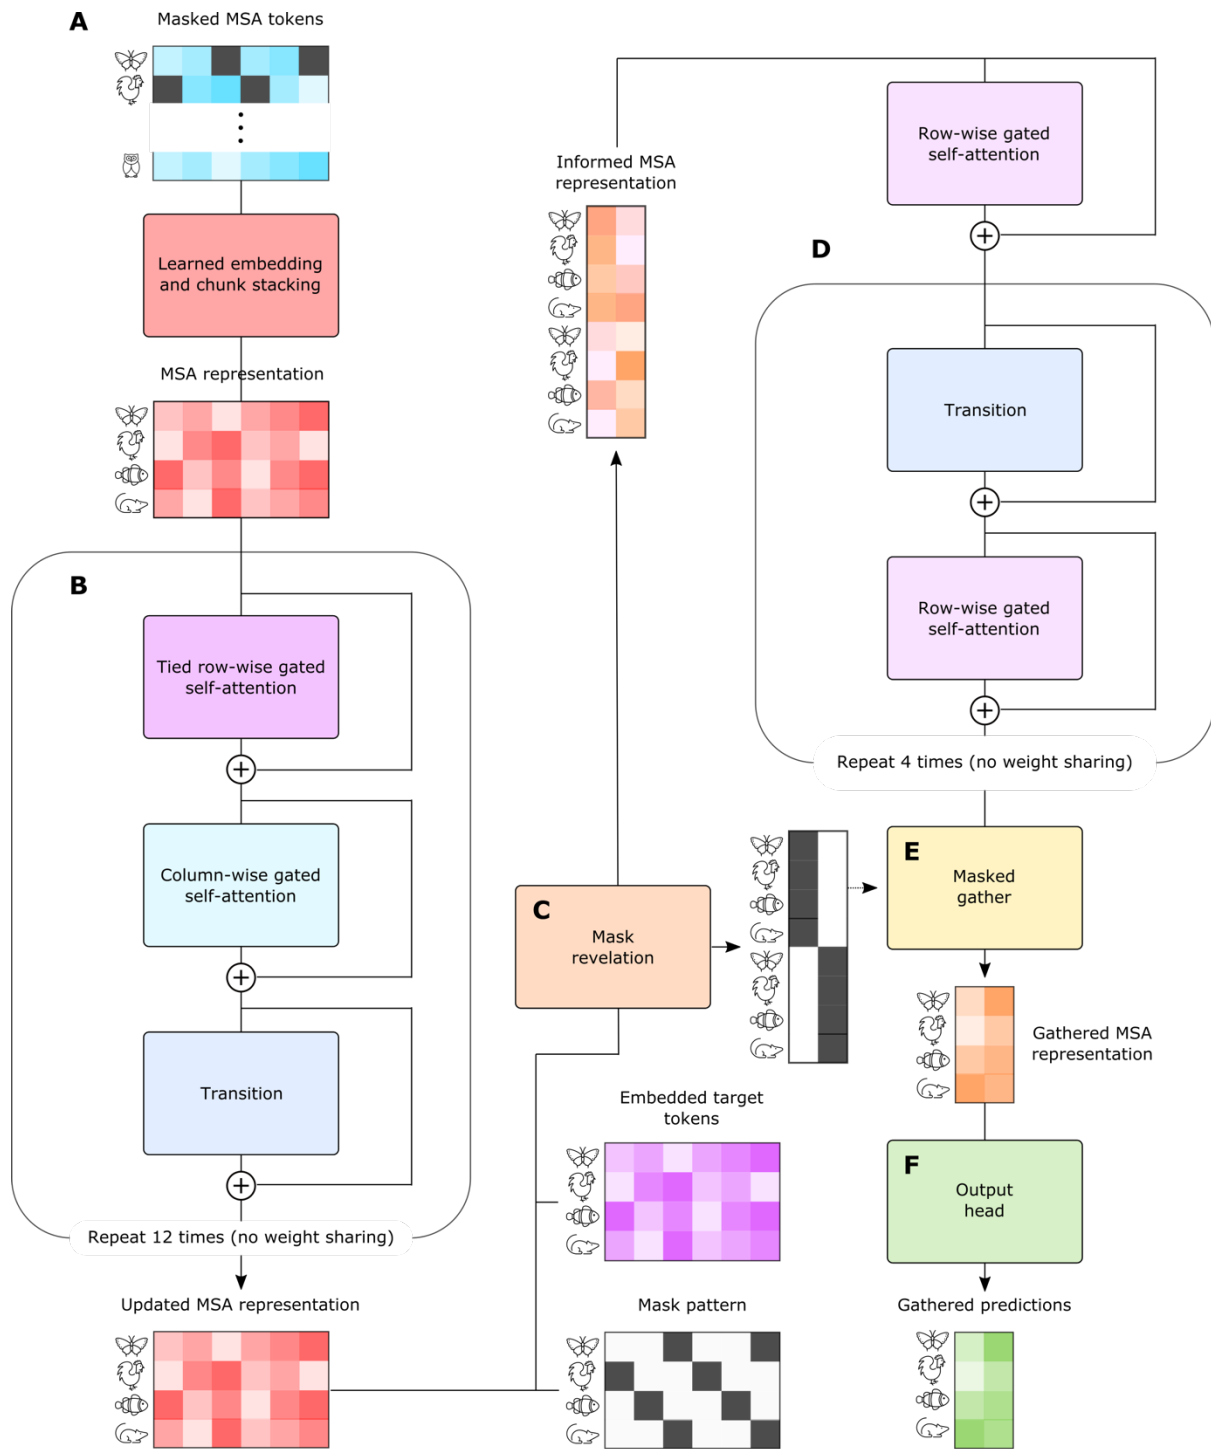 A
Masked MSA tokens
Learned embedding
and chunk stacking
MSA representation
B
Tied row-wise gated
self-attention
Column-wise gated
self-attention
Transition
Repeat 12 times (no weight sharing)
Updated MSA representation
Informed MSA
representation
C
Mask
revelation
Embedded target
tokens
Mask pattern
Row-wise gated
self-attention
D
Transition
Row-wise gated
self-attention
Repeat 4 times (no weight sharing)
E
Masked
gather
Gathered MSA
representation
F
Output
head
Gathered predictions